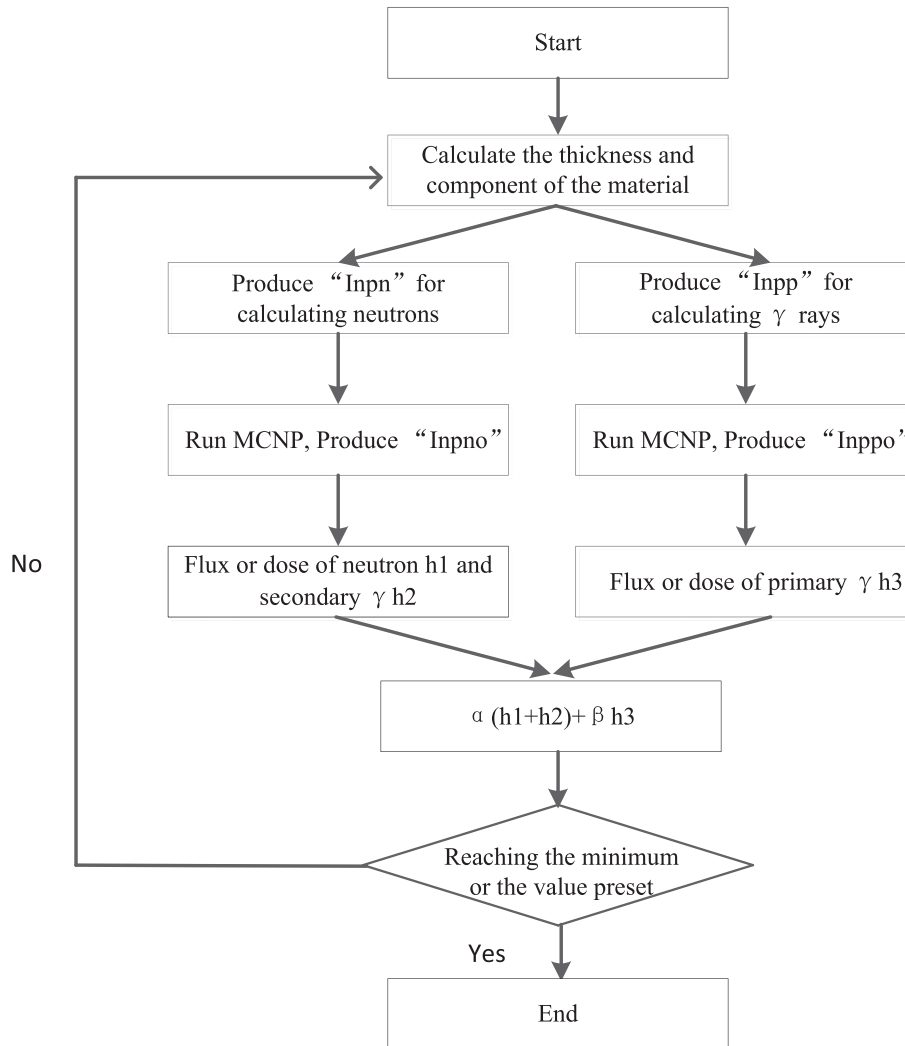 Start
Calculate the thickness and
component of the material
Produce “Inpn” for
calculating neutrons
Produce “Inpp” for
calculating γ rays
Run MCNP, Produce “Inpno”
Run MCNP, Produce “Inppo”
Flux or dose of neutron h1 and
secondary γ h2
Flux or dose of primary γ h3
No
α (h1+h2)+ β h3
Reaching the minimum
or the value preset
Yes
End